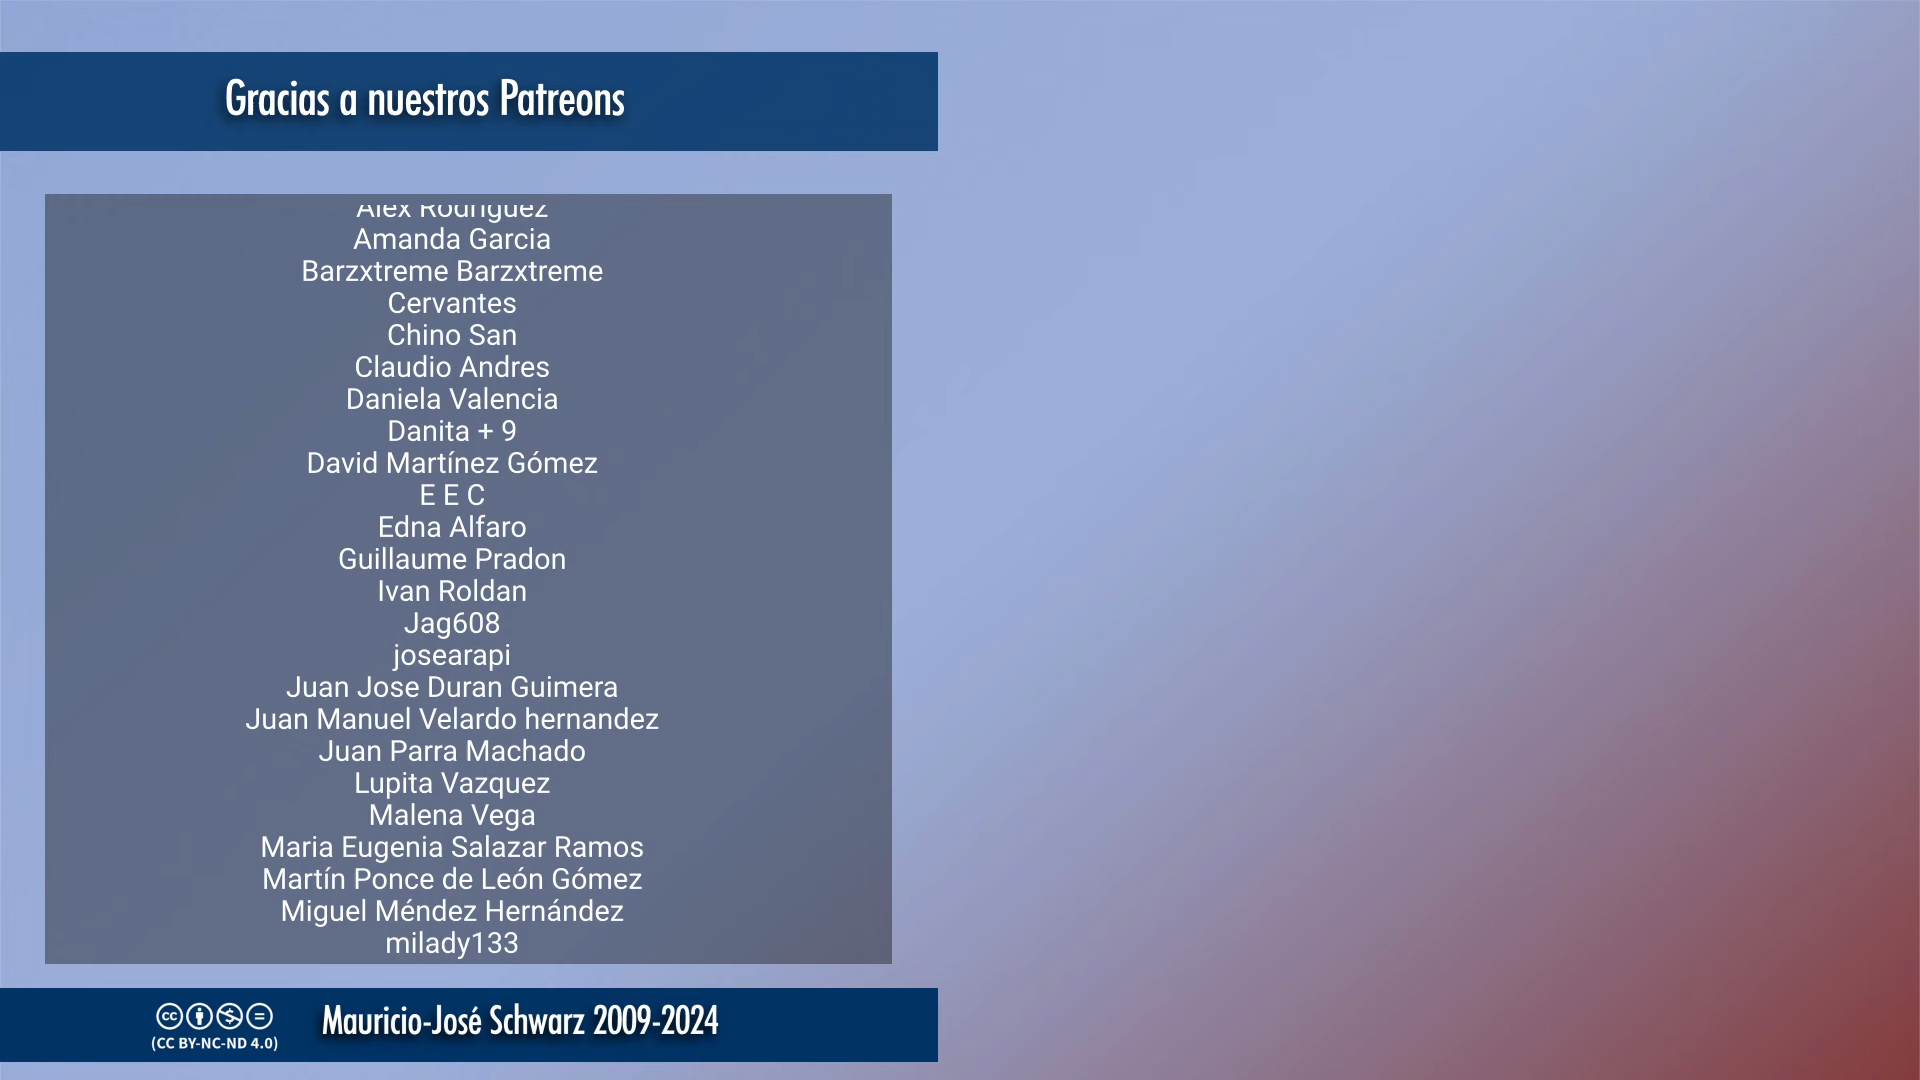 Gracias a nuestros Patreons
Alex Rodriguez
Amanda Garcia
Barzxtreme Barzxtreme
Cervantes
Chino San
Claudio Andres
Daniela Valencia
Danita + 9
David Martínez Gómez
E E C
Edna Alfaro
Guillaume Pradon
Ivan Roldan
Jag608
josearapi
Juan Jose Duran Guimera
Juan Manuel Velardo hernandez
Juan Parra Machado
Lupita Vazquez
Malena Vega
Maria Eugenia Salazar Ramos
Martín Ponce de León Gómez
Miguel Méndez Hernández
milady133
(CC BY-NC-ND 4.0)
Mauricio-José Schwarz 2009-2024